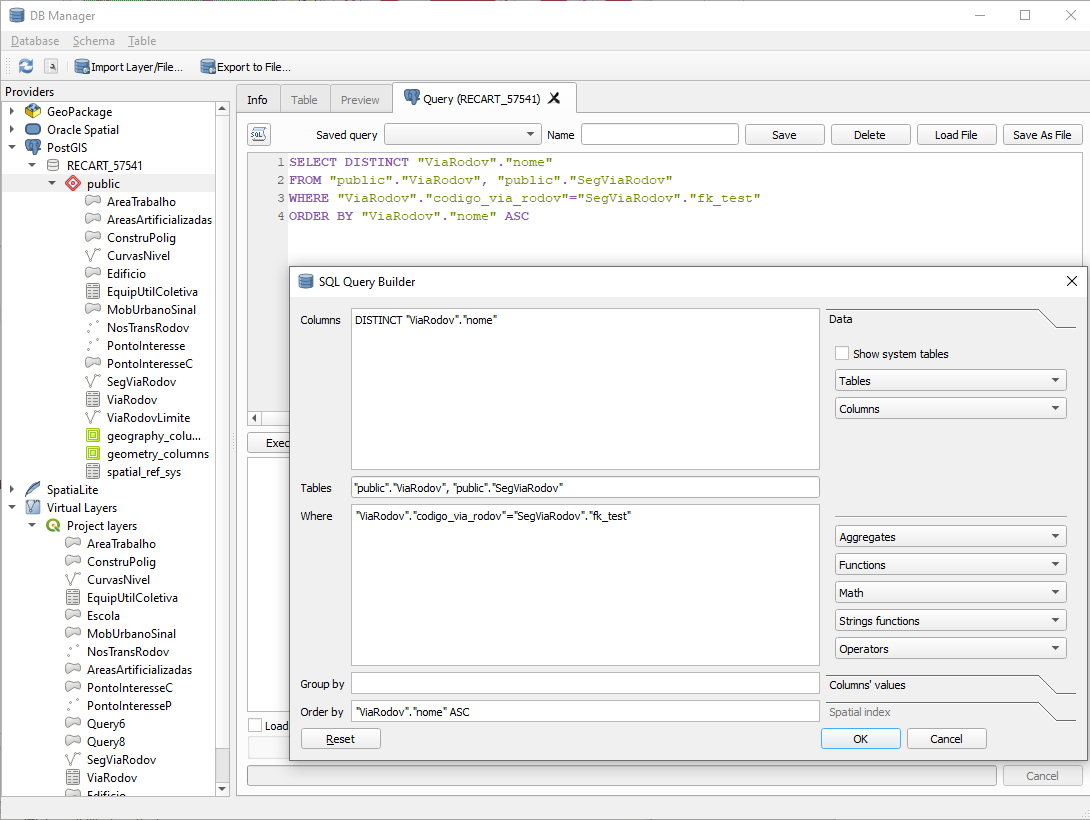 DB Manager
Database Schema Table
Import Layer/File... Export to File...
Providers
GeoPackage
Oracle Spatial
PostGIS
RECART_57541
public
AreaTrabalho
AreasArtificializadas
ConstruPolig
CurvasNivel
Edificio
EquipUtilColetiva
MobUrbanoSinal
NosTransRodov
PontoInteresse
PontoInteresseC
SegViaRodov
ViaRodov
ViaRodovLimite
geography_colu...
geometry_columns
spatial_ref_sys
SpatiaLite
Virtual Layers
Project layers
AreaTrabalho
ConstruPolig
CurvasNivel
EquipUtilColetiva
Escola
MobUrbanoSinal
NosTransRodov
AreasArtificializadas
PontoInteresseC
PontoInteresseP
Query6
Query8
SegViaRodov
ViaRodov
Edificio
Info Table Preview Query (RECART_57541)
SQL Saved query Name Save Delete Load File Save As File
1 SELECT DISTINCT "ViaRodov"."nome"
2 FROM "public"."ViaRodov", "public"."SegViaRodov"
3 WHERE "ViaRodov"."codigo_via_rodov"="SegViaRodov"."fk_test"
4 ORDER BY "ViaRodov"."nome" ASC
Exec
Load
Cancel
SQL Query Builder
Columns DISTINCT "ViaRodov"."nome"
Tables "public"."ViaRodov", "public"."SegViaRodov"
Where "ViaRodov"."codigo_via_rodov"="SegViaRodov"."fk_test"
Group by
Order by "ViaRodov"."nome" ASC
Reset
Data
Show system tables
Tables
Columns
Aggregates
Functions
Math
Strings functions
Operators
Columns' values
Spatial index
OK Cancel